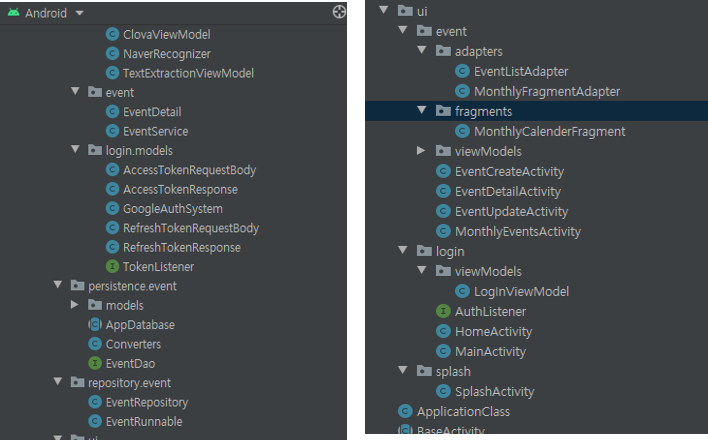 Android
ClovaViewModel
NaverRecognizer
TextExtractionViewModel
event
EventDetail
EventService
login.models
AccessTokenRequestBody
AccessTokenResponse
GoogleAuthSystem
RefreshTokenRequestBody
RefreshTokenResponse
TokenListener
persistence.event
models
AppDatabase
Converters
EventDao
repository.event
EventRepository
EventRunnable
ui
ui
event
adapters
EventListAdapter
MonthlyFragmentAdapter
fragments
MonthlyCalenderFragment
viewModels
EventCreateActivity
EventDetailActivity
EventUpdateActivity
MonthlyEventsActivity
login
viewModels
LogInViewModel
AuthListener
HomeActivity
MainActivity
splash
SplashActivity
ApplicationClass
BaseActivity